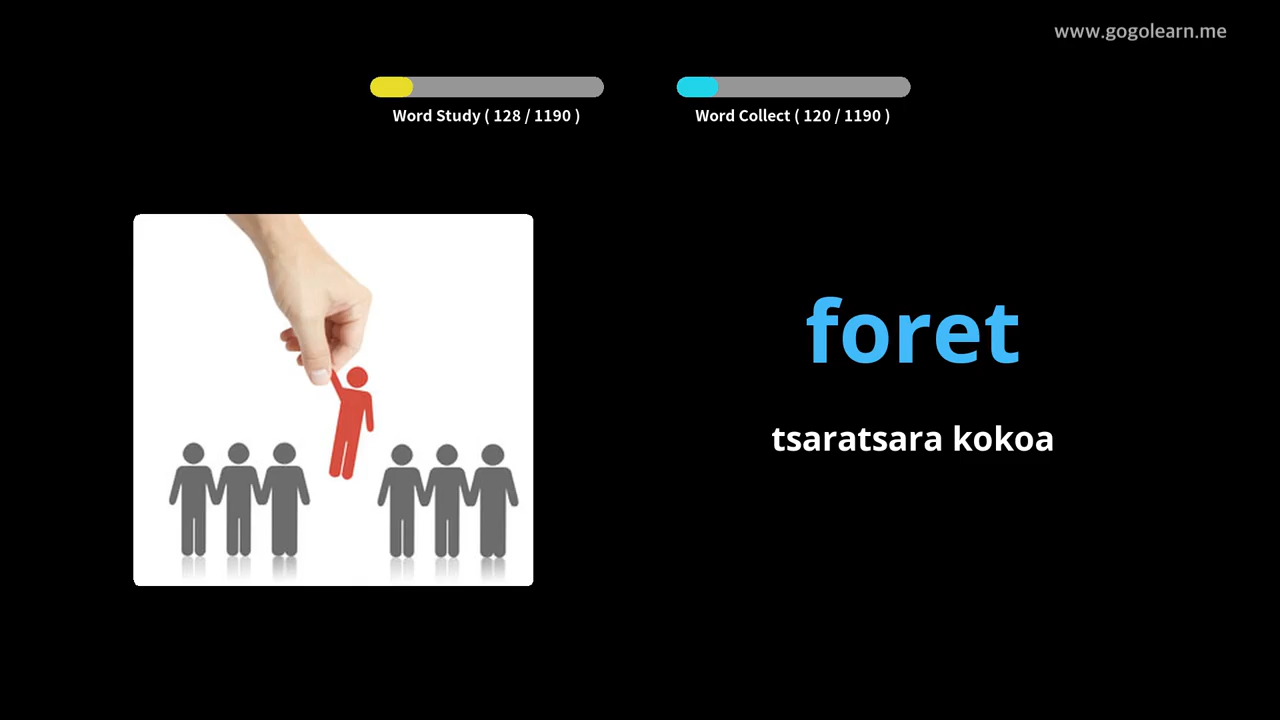 www.gogolearn.me
Word Study ( 128 / 1190 )
Word Collect ( 120 / 1190 )
foret
tsaratsara kokoa